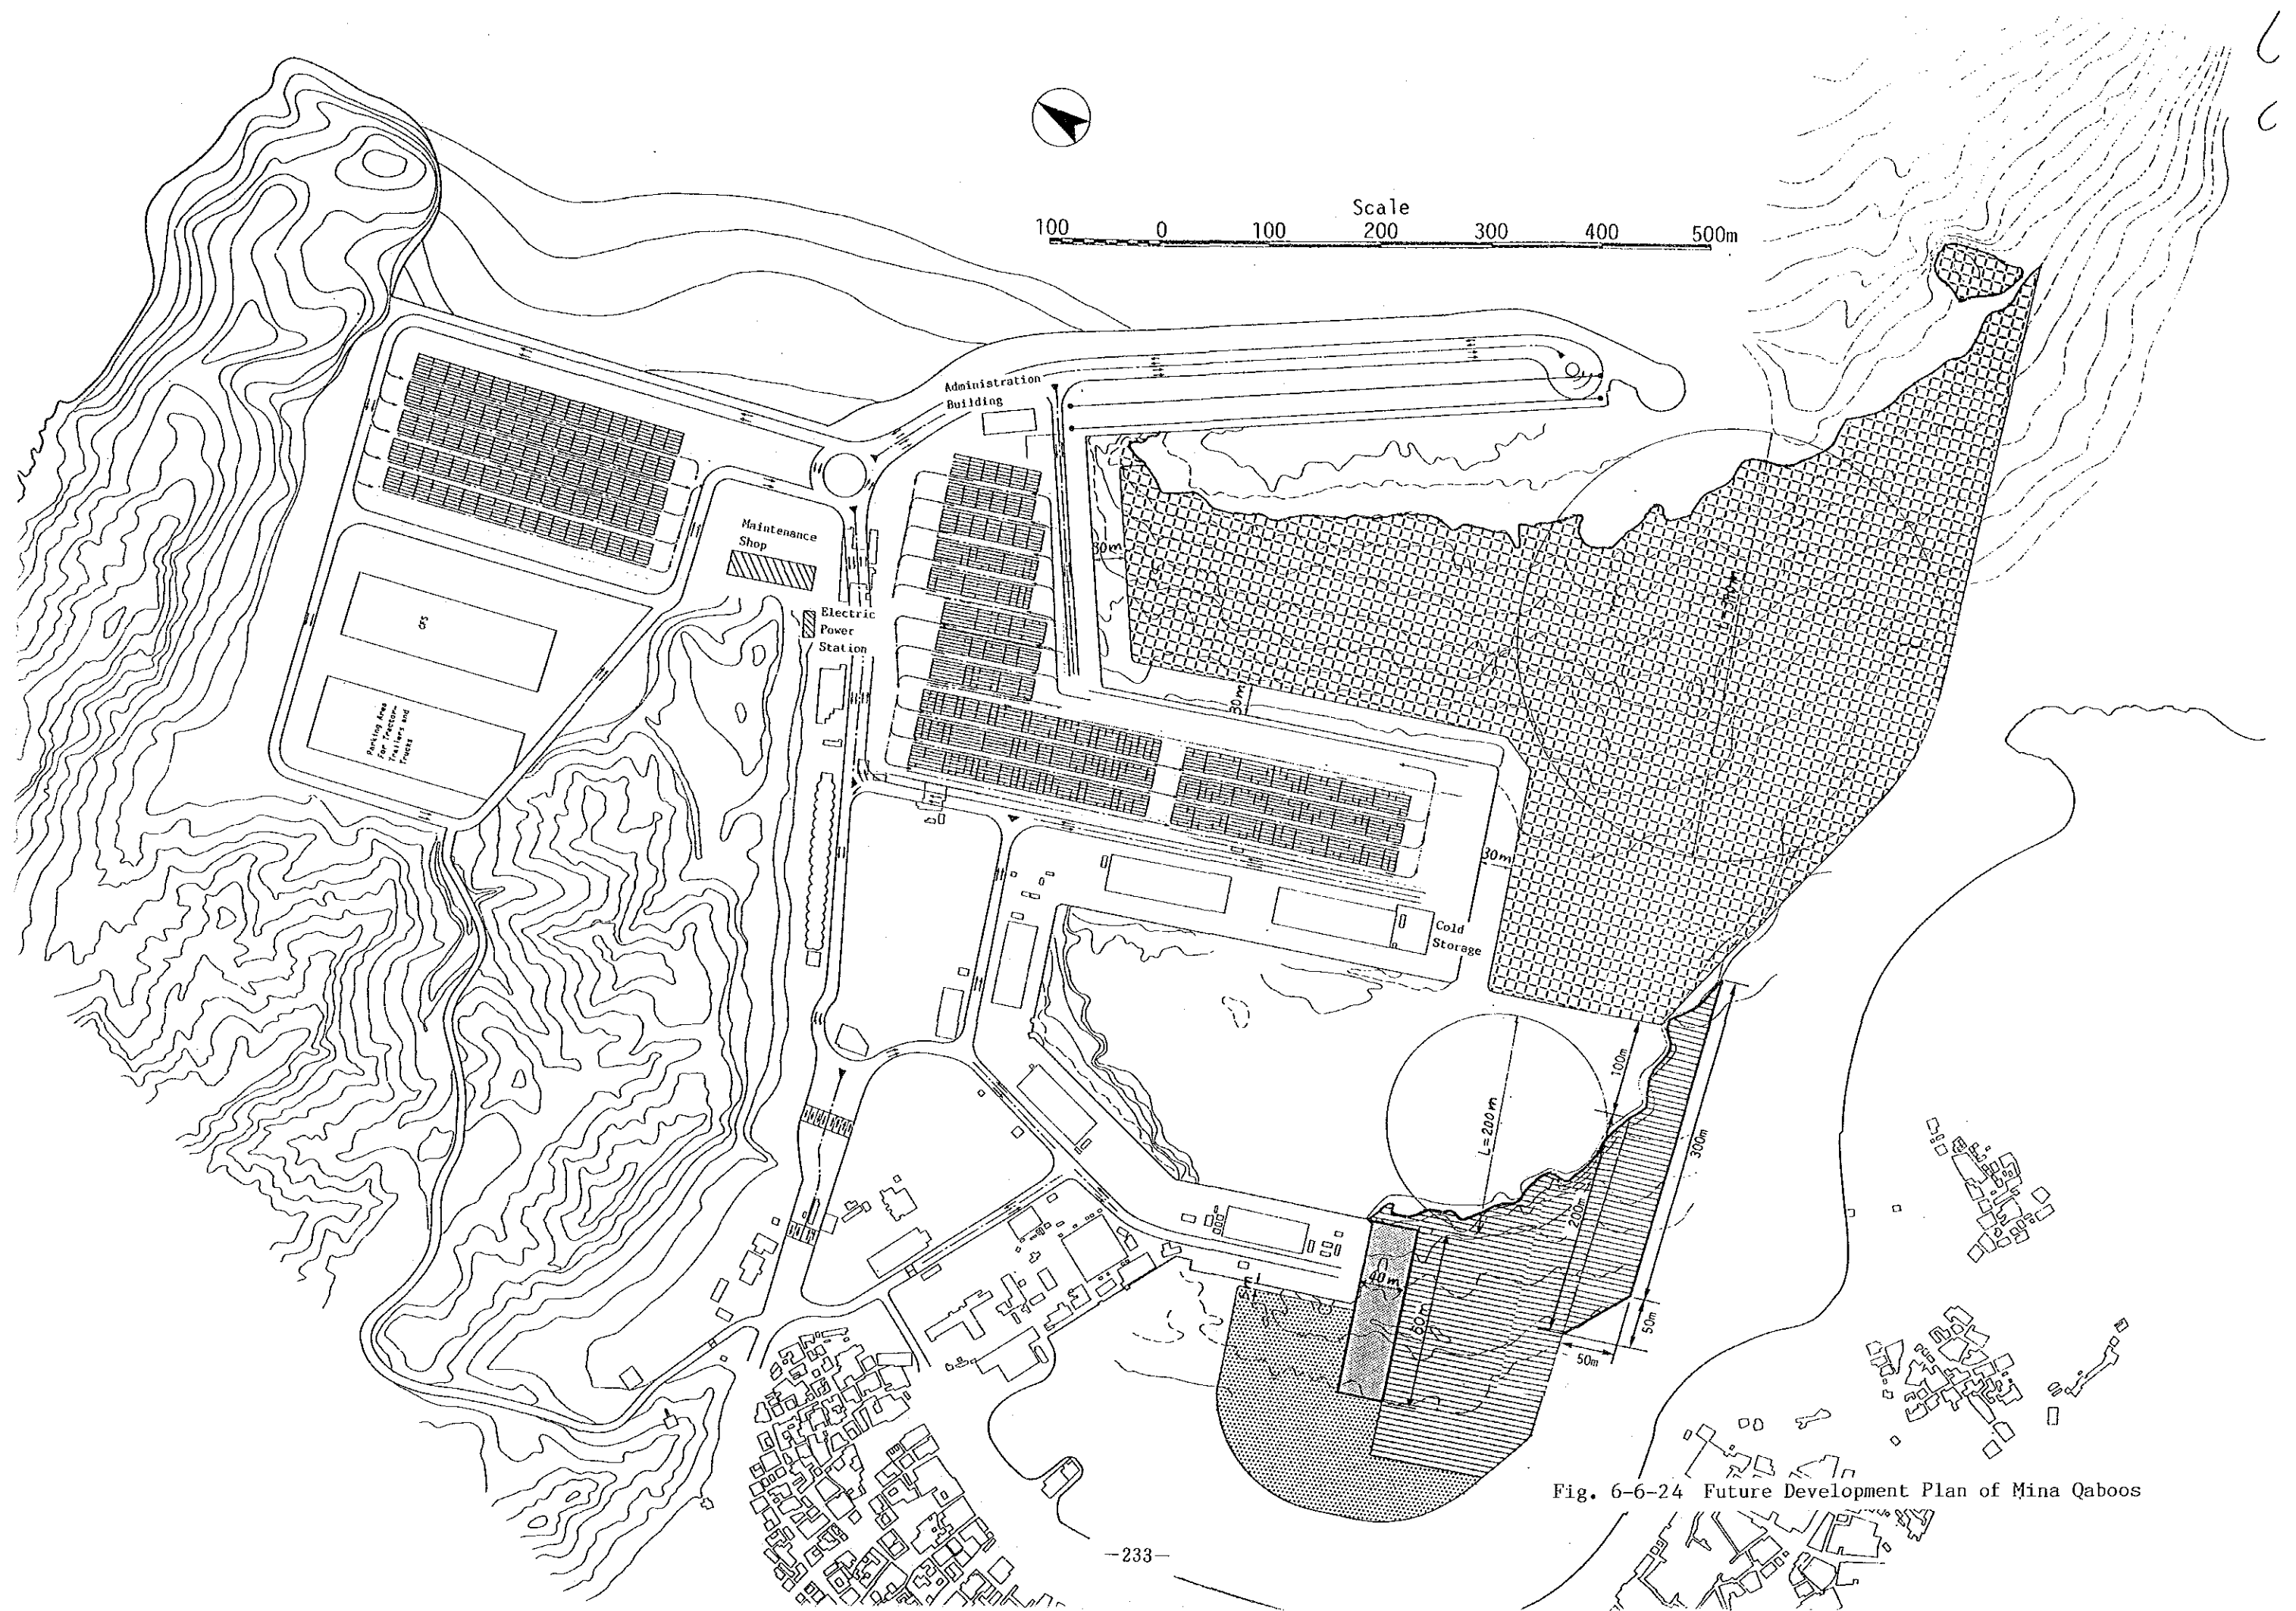 Scale
100 0 100 200 300 400 500m
Administration
Building
Maintenance
Shop
30m
Electric
Power
Station
CFS
30m
Parking Area
For Tractor-
Trailers and
Trucks
30m
Cold
Storage
100m
L=200m
300m
200m
40m
60m
50m
50m
Fig. 6-6-24 Future Development Plan of Mina Qaboos
-233-